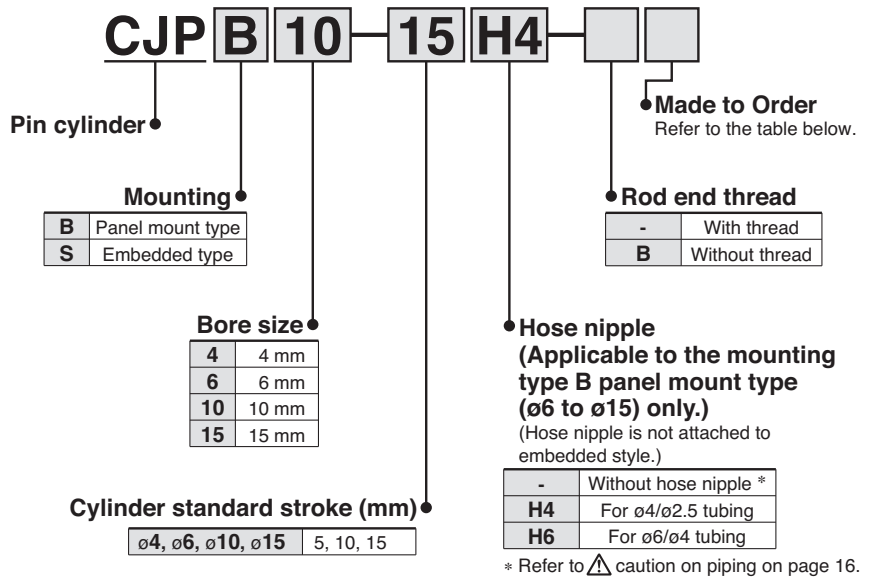 CJP B 10 - 15 H4 -
Made to Order
Refer to the table below.
Pin cylinder
Mounting
B Panel mount type
S Embedded type
Rod end thread
- With thread
B Without thread
Bore size
4 4 mm
6 6 mm
10 10 mm
15 15 mm
Hose nipple
(Applicable to the mounting
type B panel mount type
(ø6 to ø15) only.)
(Hose nipple is not attached to
embedded style.)
- Without hose nipple *
H4 For ø4/ø2.5 tubing
H6 For ø6/ø4 tubing
* Refer to ⚠ caution on piping on page 16.
Cylinder standard stroke (mm)
ø4, ø6, ø10, ø15 5, 10, 15